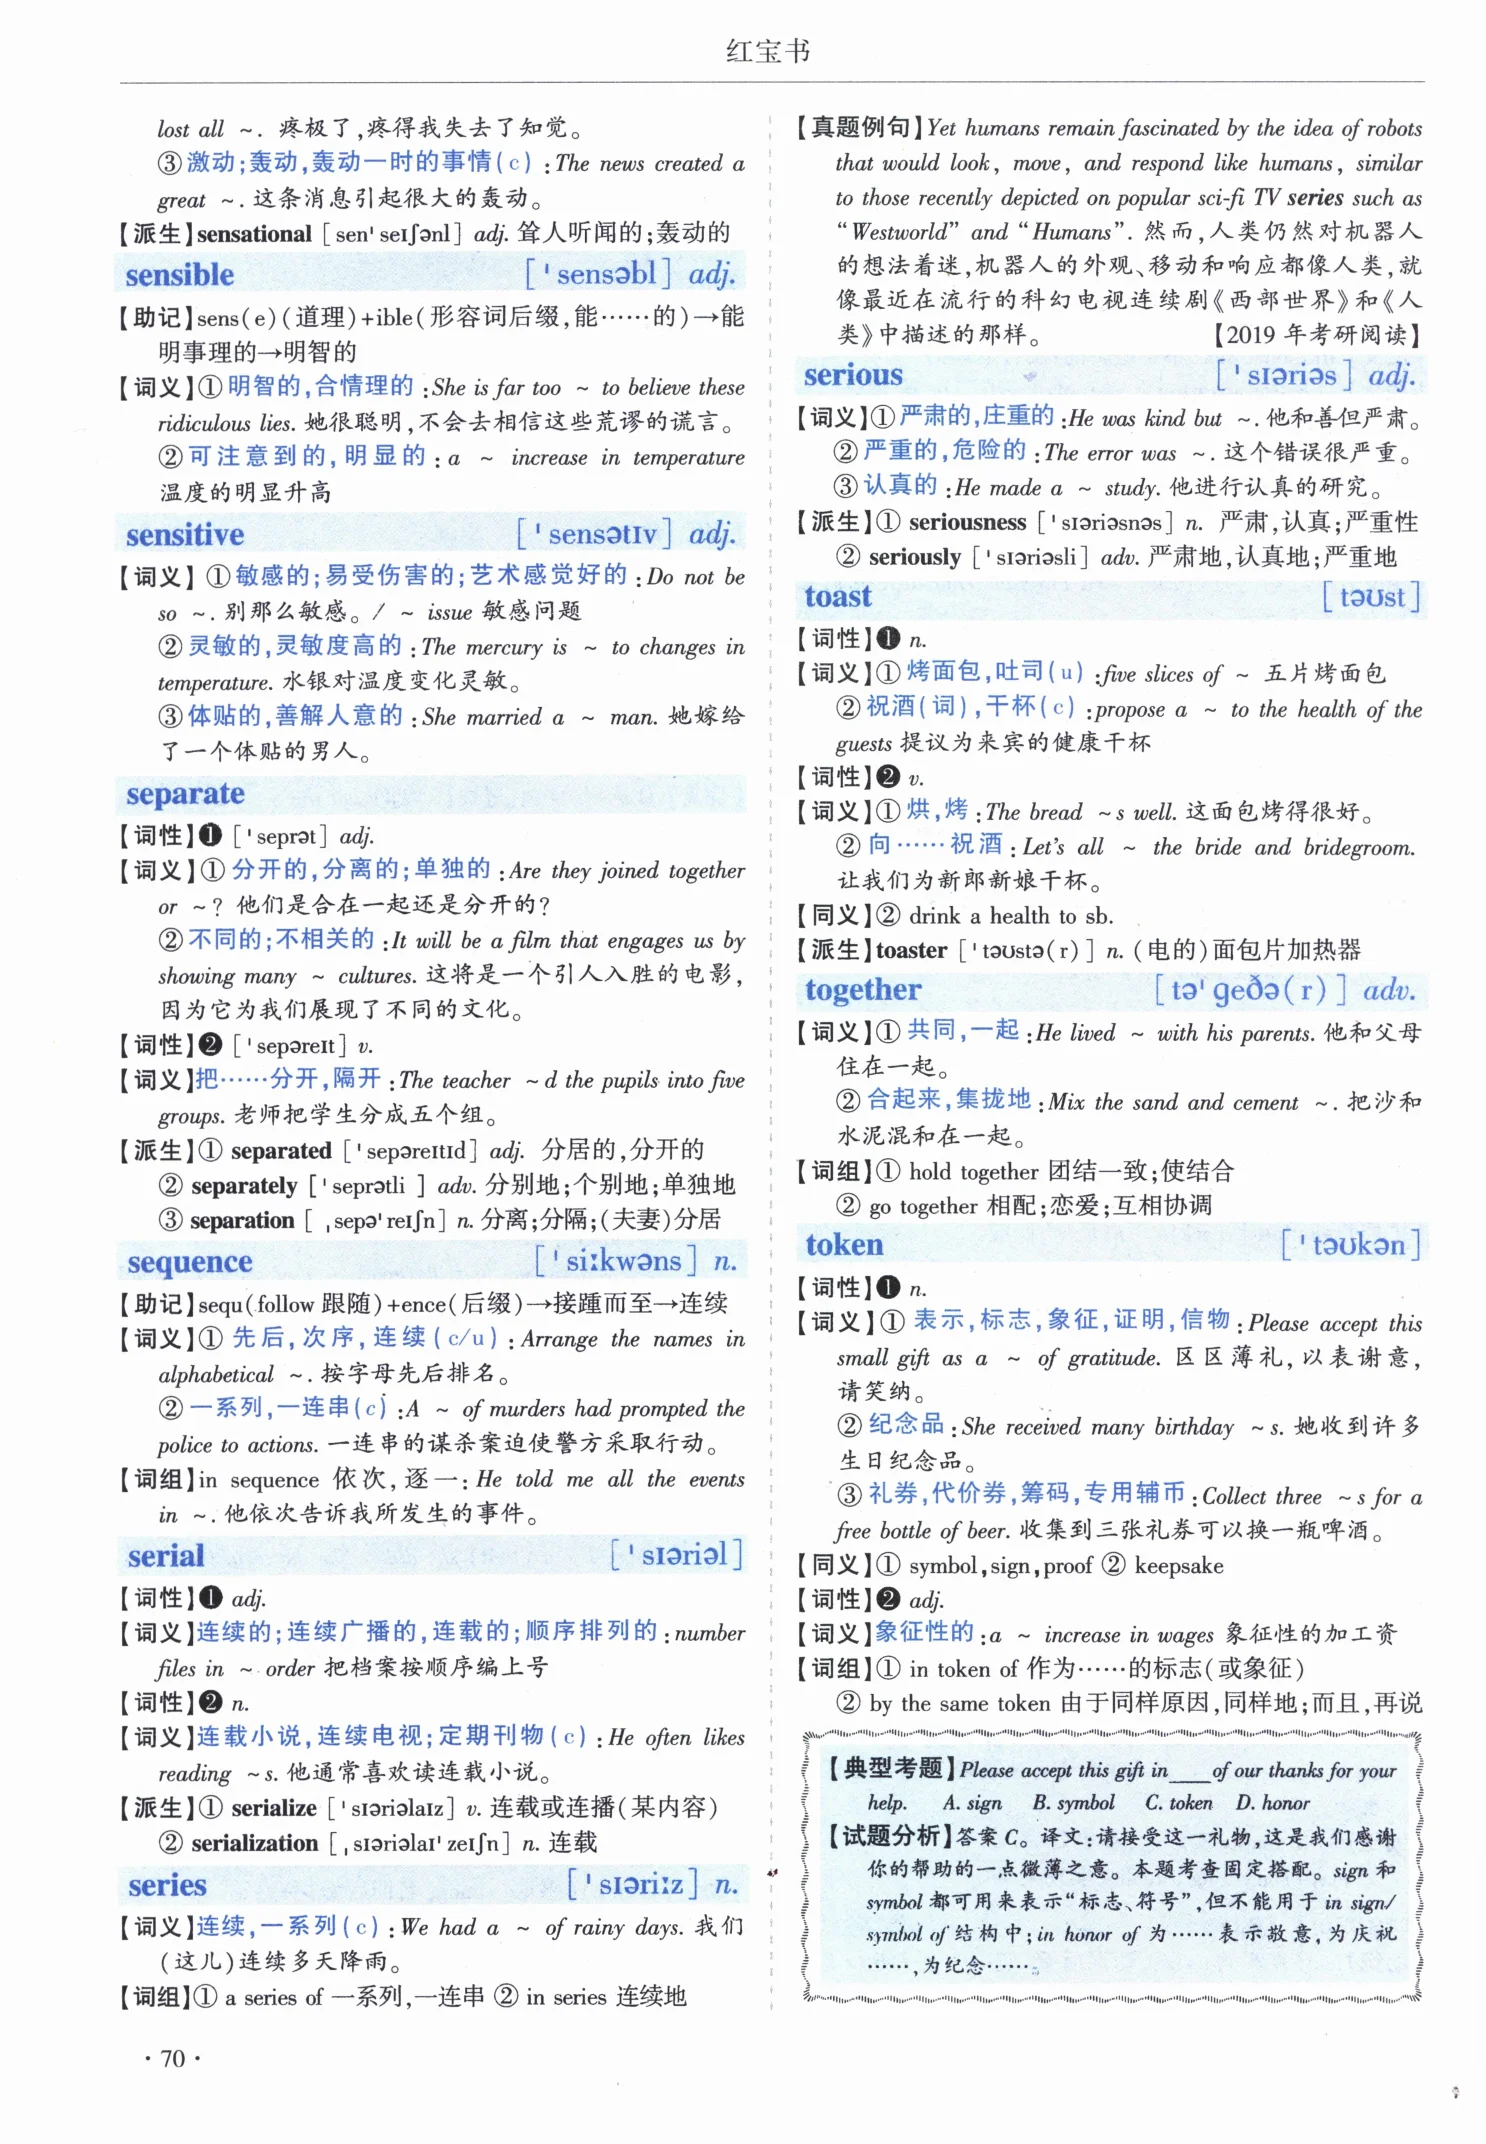 红宝书
lost all ~. 疼极了,疼得我失去了知觉。
③激动;轰动,轰动一时的事情(c):The news created a
great ~. 这条消息引起很大的轰动。
【派生】sensational [sen'seɪʃənl] adj. 耸人听闻的;轰动的
sensible ['sensəbl] adj.
【助记】sens(e)(道理)+ible(形容词后缀,能……的)→能
明事理的→明智的
【词义】①明智的,合情理的:She is far too ~ to believe these
ridiculous lies. 她很聪明,不会去相信这些荒谬的谎言。
②可注意到的,明显的:a ~ increase in temperature
温度的明显升高
sensitive ['sensətɪv] adj.
【词义】①敏感的;易受伤害的;艺术感觉好的:Do not be
so ~. 别那么敏感。/ ~ issue 敏感问题
②灵敏的,灵敏度高的:The mercury is ~ to changes in
temperature. 水银对温度变化灵敏。
③体贴的,善解人意的:She married a ~ man. 她嫁给
了一个体贴的男人。
separate
【词性】❶ ['seprət] adj.
【词义】①分开的,分离的;单独的:Are they joined together
or ~? 他们是合在一起还是分开的?
②不同的;不相关的:It will be a film that engages us by
showing many ~ cultures. 这将是一个引人入胜的电影,
因为它为我们展现了不同的文化。
【词性】❷ ['sepəreɪt] v.
【词义】把……分开,隔开:The teacher ~d the pupils into five
groups. 老师把学生分成五个组。
【派生】① separated ['sepəreɪtɪd] adj. 分居的,分开的
② separately ['seprətli ] adv. 分别地;个别地;单独地
③ separation [ ˌsepə'reɪʃn] n. 分离;分隔;(夫妻)分居
sequence ['siːkwəns] n.
【助记】sequ(follow 跟随)+ence(后缀)→接踵而至→连续
【词义】① 先后,次序,连续(c/u):Arrange the names in
alphabetical ~. 按字母先后排名。
②一系列,一连串(c):A ~ of murders had prompted the
police to actions. 一连串的谋杀案迫使警方采取行动。
【词组】in sequence 依次,逐一:He told me all the events
in ~. 他依次告诉我所发生的事件。
serial ['sɪəriəl]
【词性】❶ adj.
【词义】连续的;连续广播的,连载的;顺序排列的:number
files in ~ order 把档案按顺序编上号
【词性】❷ n.
【词义】连载小说,连续电视;定期刊物(c):He often likes
reading ~s. 他通常喜欢读连载小说。
【派生】① serialize ['sɪəriəlaɪz] v. 连载或连播(某内容)
② serialization [ˌsɪəriəlaɪ'zeɪʃn] n. 连载
series ['sɪəriːz] n.
【词义】连续,一系列(c):We had a ~ of rainy days. 我们
(这儿)连续多天降雨。
【词组】① a series of 一系列,一连串 ② in series 连续地
· 70 ·
【真题例句】Yet humans remain fascinated by the idea of robots
that would look, move, and respond like humans, similar
to those recently depicted on popular sci-fi TV series such as
“Westworld” and “Humans”. 然而,人类仍然对机器人
的想法着迷,机器人的外观、移动和响应都像人类,就
像最近在流行的科幻电视连续剧《西部世界》和《人
类》中描述的那样。 【2019 年考研阅读】
serious ['sɪəriəs] adj.
【词义】①严肃的,庄重的:He was kind but ~. 他和善但严肃。
②严重的,危险的:The error was ~. 这个错误很严重。
③认真的:He made a ~ study. 他进行认真的研究。
【派生】① seriousness ['sɪəriəsnəs] n. 严肃,认真;严重性
② seriously ['sɪəriəsli] adv. 严肃地,认真地;严重地
toast [təʊst]
【词性】❶ n.
【词义】①烤面包,吐司(u):five slices of ~ 五片烤面包
②祝酒(词),干杯(c):propose a ~ to the health of the
guests 提议为来宾的健康干杯
【词性】❷ v.
【词义】①烘,烤:The bread ~s well. 这面包烤得很好。
②向……祝酒:Let's all ~ the bride and bridegroom.
让我们为新郎新娘干杯。
【同义】② drink a health to sb.
【派生】toaster ['təʊstə(r)] n. (电的)面包片加热器
together [tə'ɡeðə(r)] adv.
【词义】①共同,一起:He lived ~ with his parents. 他和父母
住在一起。
②合起来,集拢地:Mix the sand and cement ~. 把沙和
水泥混和在一起。
【词组】① hold together 团结一致;使结合
② go together 相配;恋爱;互相协调
token ['təʊkən]
【词性】❶ n.
【词义】① 表示,标志,象征,证明,信物:Please accept this
small gift as a ~ of gratitude. 区区薄礼,以表谢意,
请笑纳。
②纪念品:She received many birthday ~s. 她收到许多
生日纪念品。
③礼券,代价券,筹码,专用辅币:Collect three ~s for a
free bottle of beer. 收集到三张礼券可以换一瓶啤酒。
【同义】① symbol,sign,proof ② keepsake
【词性】❷ adj.
【词义】象征性的:a ~ increase in wages 象征性的加工资
【词组】① in token of 作为……的标志(或象征)
② by the same token 由于同样原因,同样地;而且,再说
【典型考题】Please accept this gift in____of our thanks for your
help. A. sign B. symbol C. token D. honor
【试题分析】答案 C。译文:请接受这一礼物,这是我们感谢
你的帮助的一点微薄之意。本题考查固定搭配。sign 和
symbol 都可用来表示“标志、符号”,但不能用于 in sign/
symbol of 结构中;in honor of 为……表示敬意,为庆祝
……,为纪念……。